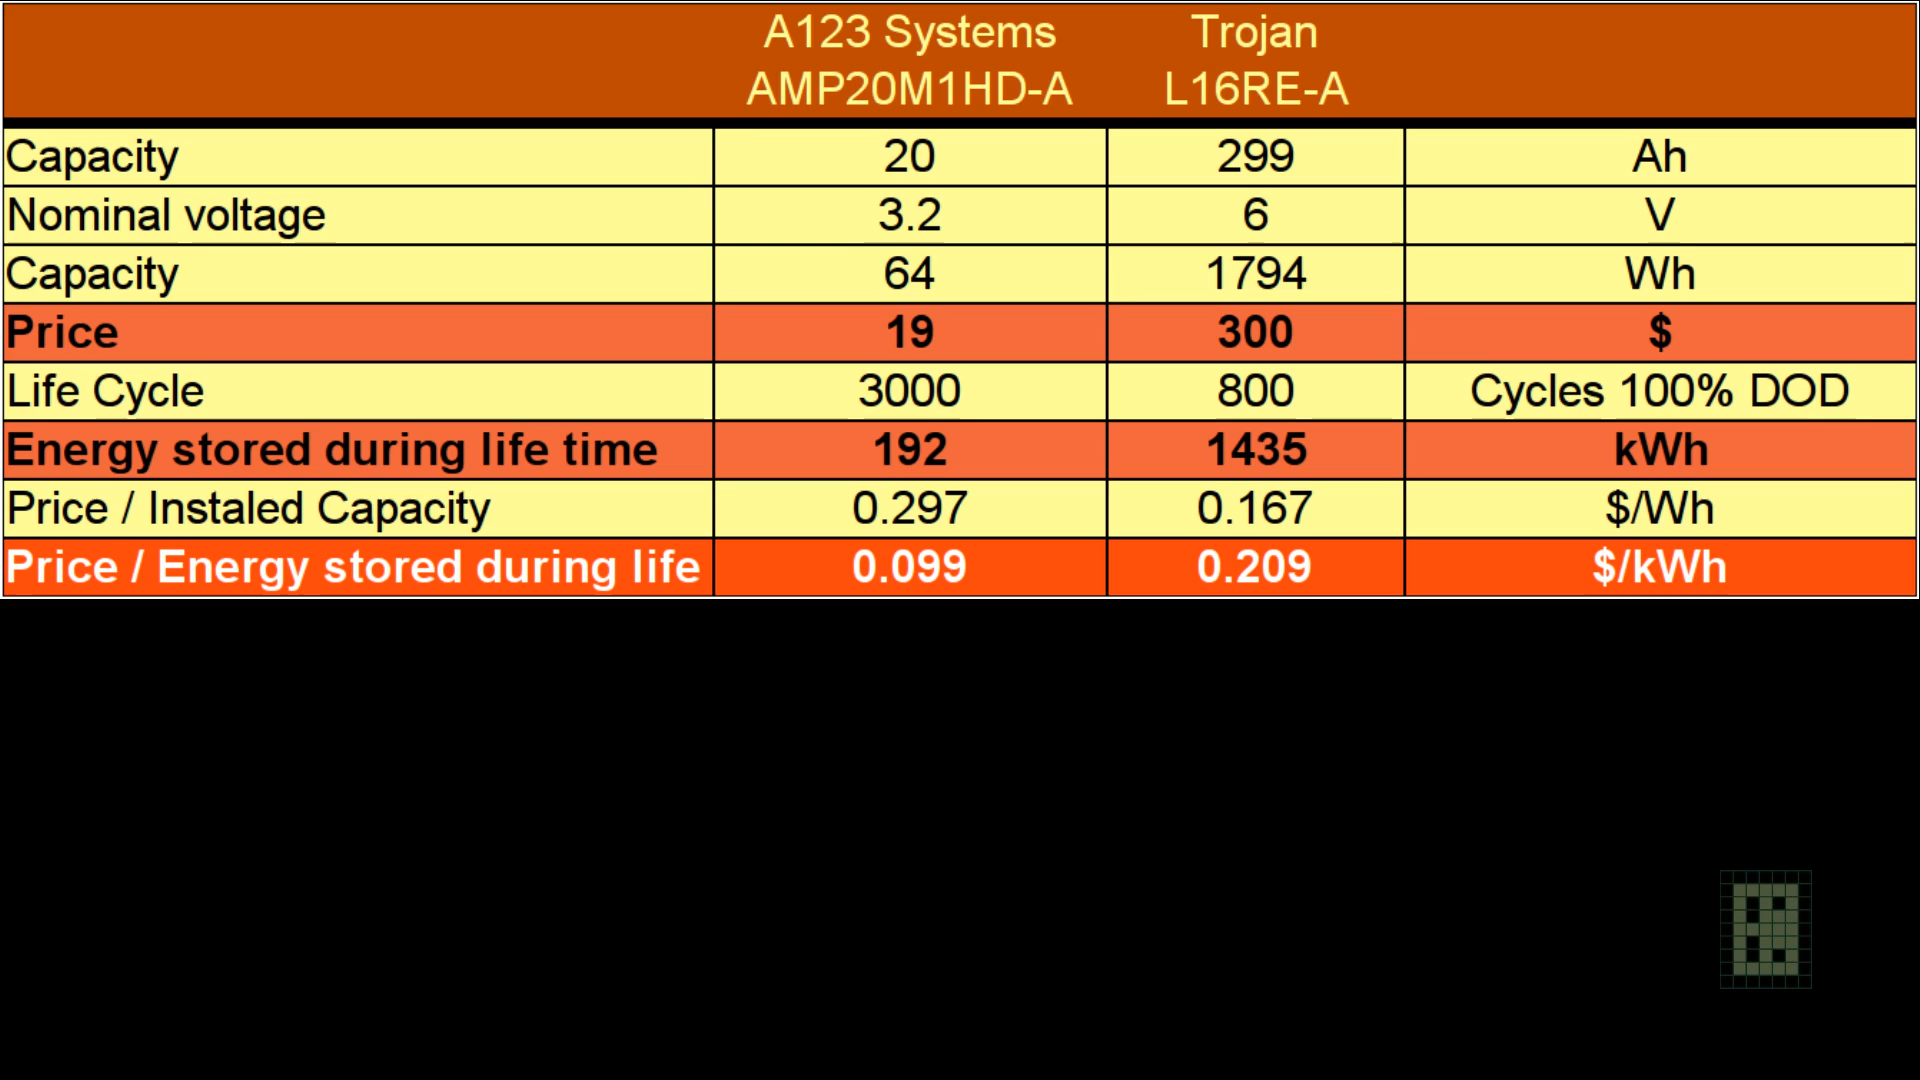 A123 Systems Trojan
AMP20M1HD-A L16RE-A
Capacity 20 299 Ah
Nominal voltage 3.2 6 V
Capacity 64 1794 Wh
Price 19 300 $
Life Cycle 3000 800 Cycles 100% DOD
Energy stored during life time 192 1435 kWh
Price / Instaled Capacity 0.297 0.167 $/Wh
Price / Energy stored during life 0.099 0.209 $/kWh